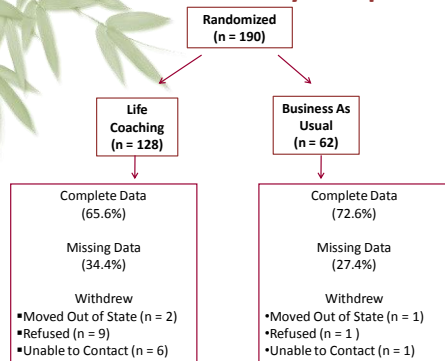 Randomized
(n = 190)
Life
Coaching
(n = 128)
Business As
Usual
(n = 62)
Complete Data
(65.6%)
Missing Data
(34.4%)
Withdrew
▪Moved Out of State (n = 2)
▪Refused (n = 9)
▪Unable to Contact (n = 6)
Complete Data
(72.6%)
Missing Data
(27.4%)
Withdrew
•Moved Out of State (n = 1)
•Refused (n = 1 )
•Unable to Contact (n = 1)